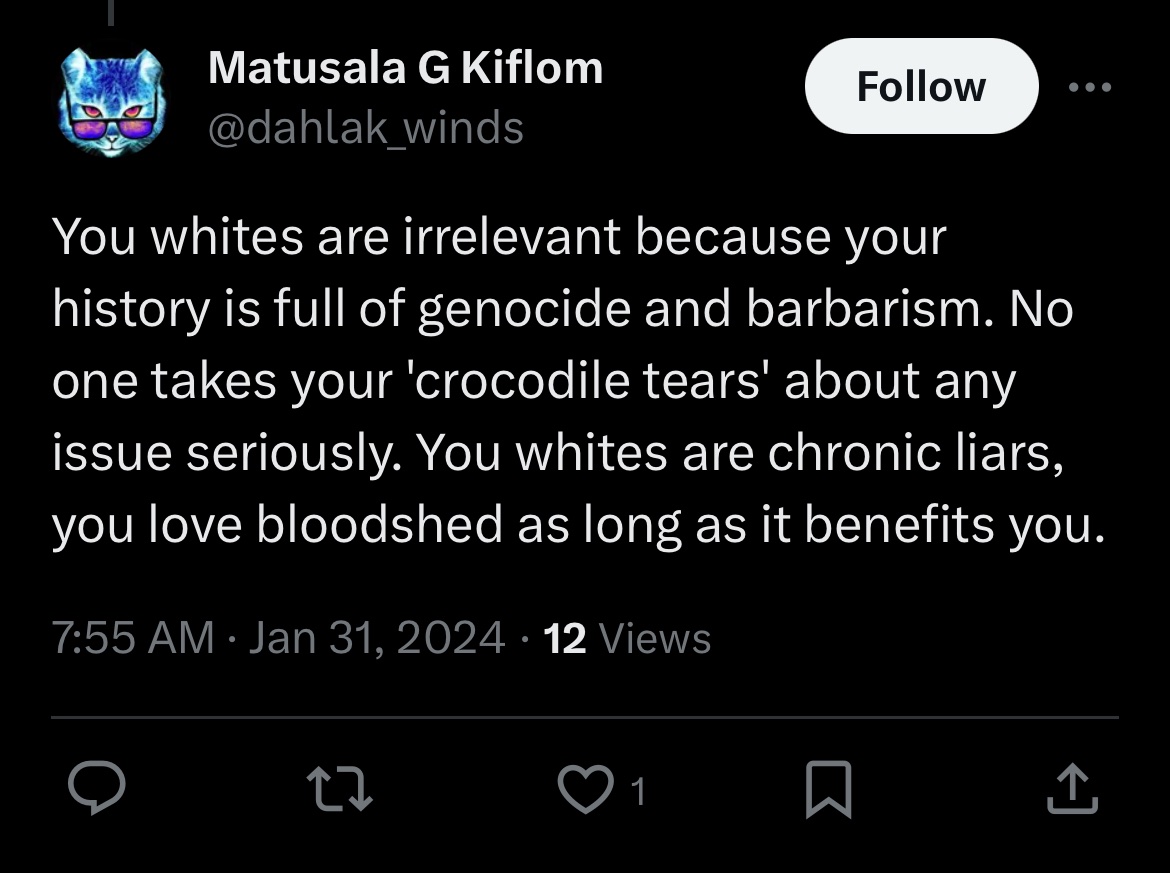 Matusala G Kiflom
@dahlak_winds
Follow
You whites are irrelevant because your
history is full of genocide and barbarism. No
one takes your 'crocodile tears' about any
issue seriously. You whites are chronic liars,
you love bloodshed as long as it benefits you.
7:55 AM · Jan 31, 2024 · 12 Views
1